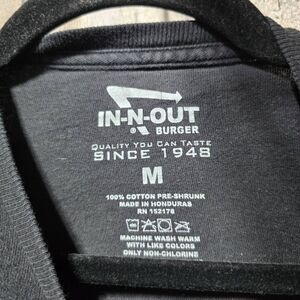 IN-N-OUT
® BURGER
QUALITY YOU CAN TASTE
SINCE 1948
M
100% COTTON PRE-SHRUNK
MADE IN HONDURAS
RN 152178
MACHINE WASH WARM
WITH LIKE COLORS
ONLY NON-CHLORINE